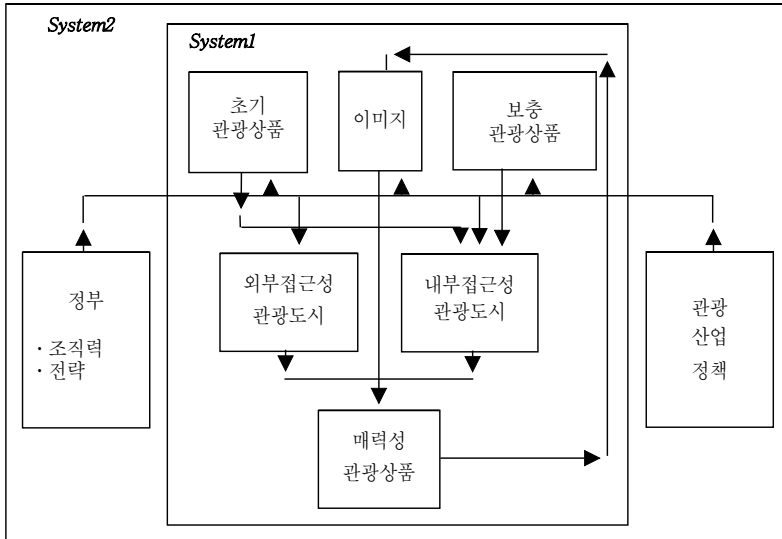 System2
System1
초기
관광상품
이미지
보충
관광상품
정부
· 조직력
· 전략
외부접근성
관광도시
내부접근성
관광도시
관광
산업
정책
매력성
관광상품